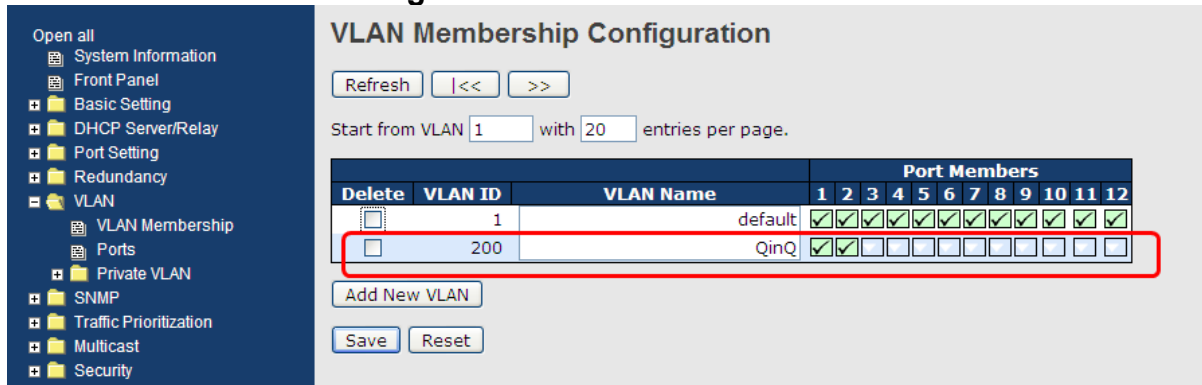 Open all
System Information
Front Panel
Basic Setting
DHCP Server/Relay
Port Setting
Redundancy
VLAN
VLAN Membership
Ports
Private VLAN
SNMP
Traffic Prioritization
Multicast
Security
VLAN Membership Configuration
Refresh |<< >>
Start from VLAN 1 with 20 entries per page.
Port Members
Delete VLAN ID VLAN Name 1 2 3 4 5 6 7 8 9 10 11 12
1 default
200 QinQ
Add New VLAN
Save Reset